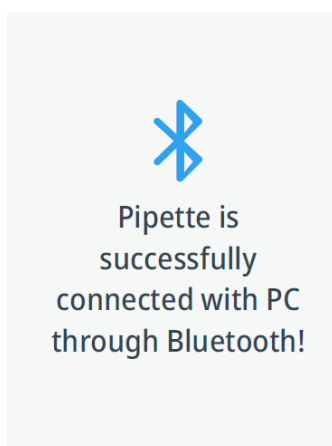 Pipette is
successfully
connected with PC
through Bluetooth!